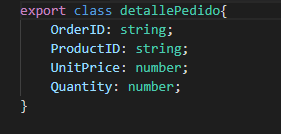 export class detallePedido{
    OrderID: string;
    ProductID: string;
    UnitPrice: number;
    Quantity: number;
}